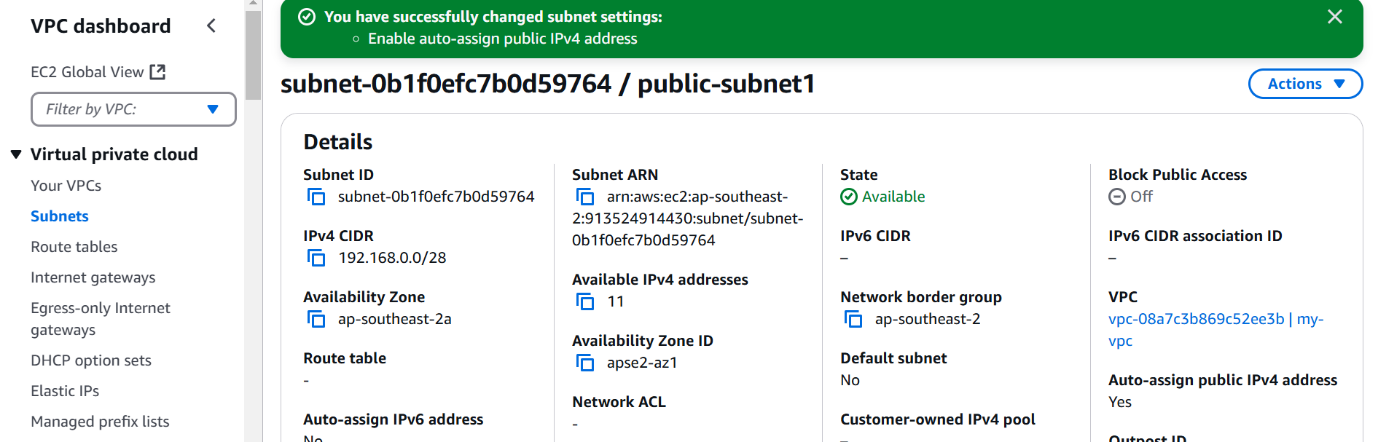 VPC dashboard
EC2 Global View
Filter by VPC:
Virtual private cloud
Your VPCs
Subnets
Route tables
Internet gateways
Egress-only Internet
gateways
DHCP option sets
Elastic IPs
Managed prefix lists
You have successfully changed subnet settings:
Enable auto-assign public IPv4 address
subnet-0b1f0efc7b0d59764 / public-subnet1
Actions
Details
Subnet ID
subnet-0b1f0efc7b0d59764
IPv4 CIDR
192.168.0.0/28
Availability Zone
ap-southeast-2a
Route table
-
Auto-assign IPv6 address
No
Subnet ARN
arn:aws:ec2:ap-southeast-
2:913524914430:subnet/subnet-
0b1f0efc7b0d59764
Available IPv4 addresses
11
Availability Zone ID
apse2-az1
Network ACL
-
State
Available
IPv6 CIDR
–
Network border group
ap-southeast-2
Default subnet
No
Customer-owned IPv4 pool
–
Block Public Access
Off
IPv6 CIDR association ID
–
VPC
vpc-08a7c3b869c52ee3b | my-
vpc
Auto-assign public IPv4 address
Yes
Outpost ID